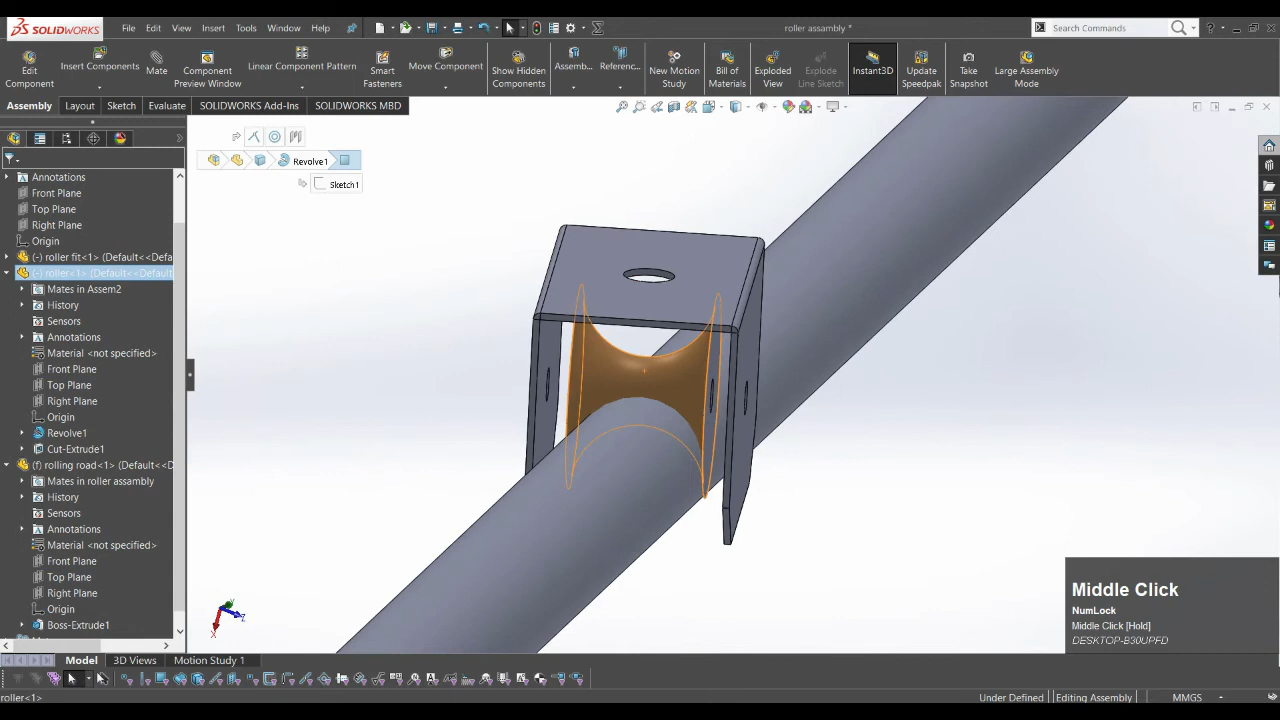 SOLIDWORKS
File
Edit
View
Insert
Tools
Window
Help
roller assembly *
Search Commands
Edit
Component
Insert Components
Mate
Component
Preview Window
Linear Component Pattern
Smart
Fasteners
Move Component
Show Hidden
Components
Assemb...
Referenc...
New Motion
Study
Bill of
Materials
Exploded
View
Explode
Line Sketch
Instant3D
Update
Speedpak
Take
Snapshot
Large Assembly
Mode
Assembly
Layout
Sketch
Evaluate
SOLIDWORKS Add-Ins
SOLIDWORKS MBD
Revolve1
Sketch1
Annotations
Front Plane
Top Plane
Right Plane
Origin
(-) roller fit<1> (Default<<Defa
(-) roller<1> (Default<<Default
Mates in Assem2
History
Sensors
Annotations
Material <not specified>
Front Plane
Top Plane
Right Plane
Origin
Revolve1
Cut-Extrude1
(f) rolling road<1> (Default<<D
Mates in roller assambly
History
Sensors
Annotations
Material <not specified>
Front Plane
Top Plane
Right Plane
Origin
Boss-Extrude1
Y
Z
X
Middle Click
NumLock
Middle Click [Hold]
DESKTOP-B30UPFD
Model
3D Views
Motion Study 1
roller<1>
Under Defined
Editing Assembly
MMGS